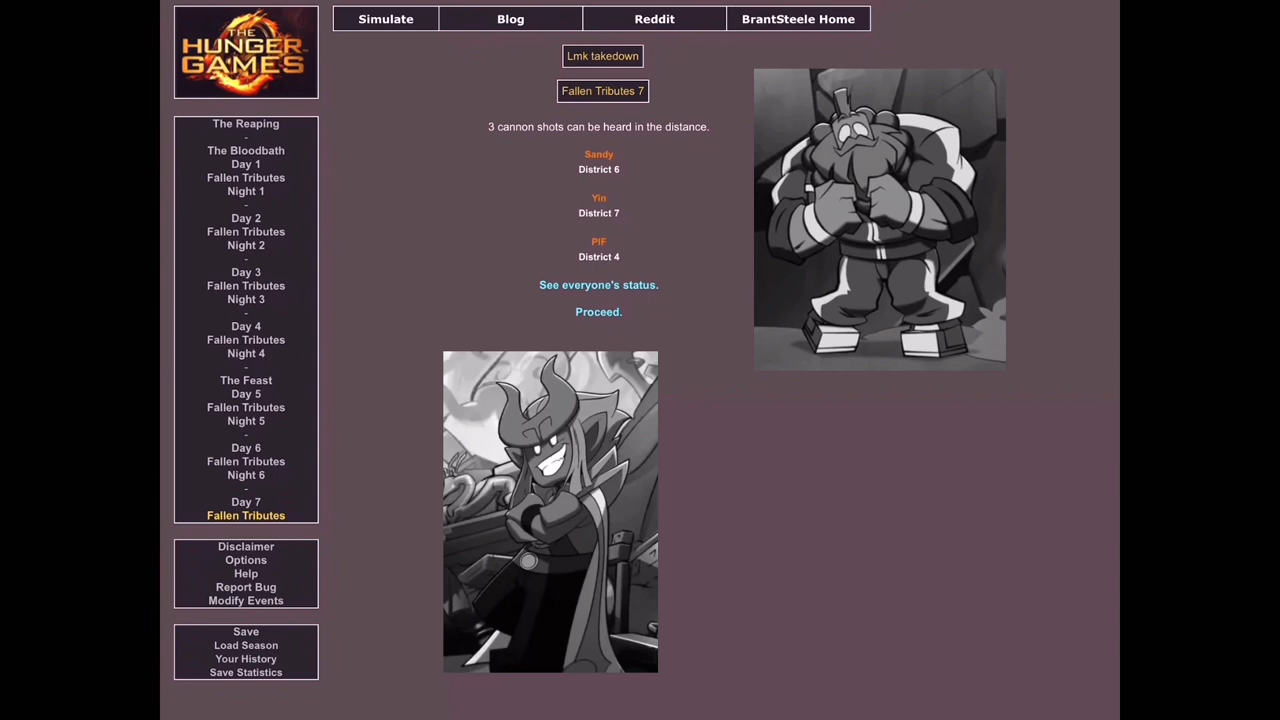 THE
HUNGER
GAMES
Simulate
Blog
Reddit
BrantSteele Home
Lmk takedown
Fallen Tributes 7
3 cannon shots can be heard in the distance.
Sandy
District 6
Yin
District 7
PIF
District 4
See everyone's status.
Proceed.
The Reaping
-
The Bloodbath
Day 1
Fallen Tributes
Night 1
-
Day 2
Fallen Tributes
Night 2
-
Day 3
Fallen Tributes
Night 3
-
Day 4
Fallen Tributes
Night 4
-
The Feast
Day 5
Fallen Tributes
Night 5
-
Day 6
Fallen Tributes
Night 6
-
Day 7
Fallen Tributes
Disclaimer
Options
Help
Report Bug
Modify Events
Save
Load Season
Your History
Save Statistics